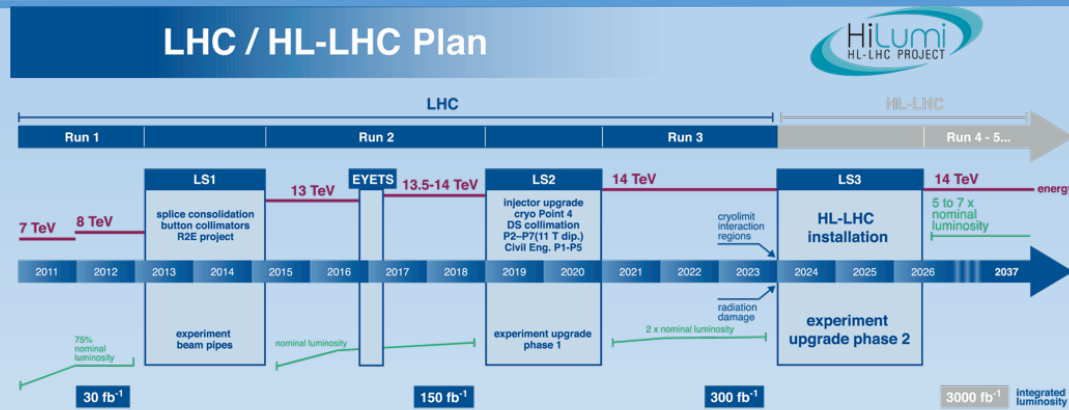 LHC / HL-LHC Plan
HiLumi
HL-LHC PROJECT
LHC
HL-LHC
Run 1
Run 2
Run 3
Run 4 - 5...
LS1
splice consolidation
button collimators
R2E project
EYETS
LS2
injector upgrade
cryo Point 4
DS collimation
P2-P7(11 T dip.)
Civil Eng. P1-P5
LS3
HL-LHC
installation
7 TeV
8 TeV
13 TeV
13.5-14 TeV
14 TeV
14 TeV
energy
5 to 7 x
nominal
luminosity
cryolimit
interaction
regions
2011
2012
2013
2014
2015
2016
2017
2018
2019
2020
2021
2022
2023
2024
2025
2026
2037
radiation
damage
75%
nominal
luminosity
experiment
beam pipes
nominal luminosity
experiment upgrade
phase 1
2 x nominal luminosity
experiment
upgrade phase 2
30 fb⁻¹
150 fb⁻¹
300 fb⁻¹
3000 fb⁻¹
integrated
luminosity